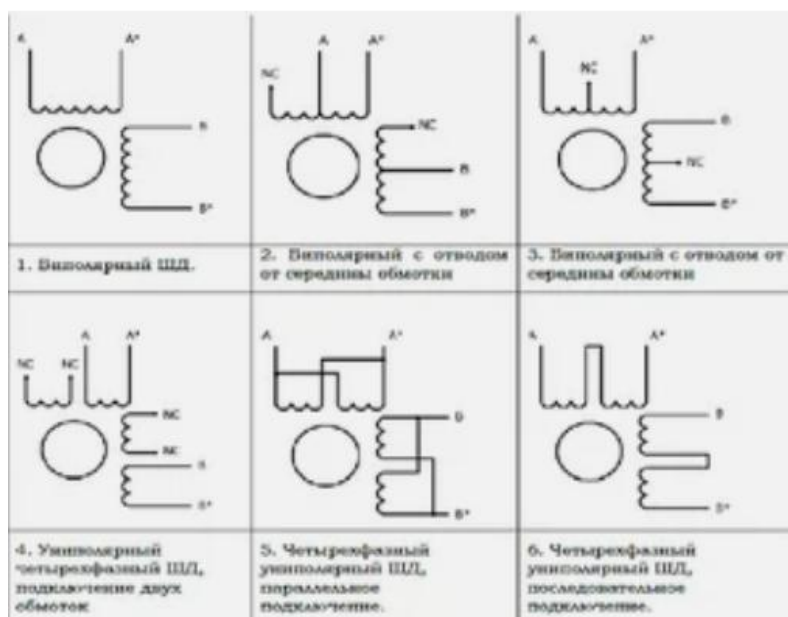 A A*
B
B*
1. Биполярный ШД.
NC A A*
NC
B
B*
2. Биполярный с отводом
от середины обмотки
A NC A*
B
NC
B*
3. Биполярный с отводом от
середины обмотки
NC NC A A*
NC
NC
B
B*
4. Униполярный
четырехфазный ШД,
подключение двух
обмоток
A A*
B
B*
5. Четырехфазный
униполярный ШД,
параллельное
подключение.
A A*
B
B*
6. Четырехфазный
униполярный ШД,
последовательное
подключение.